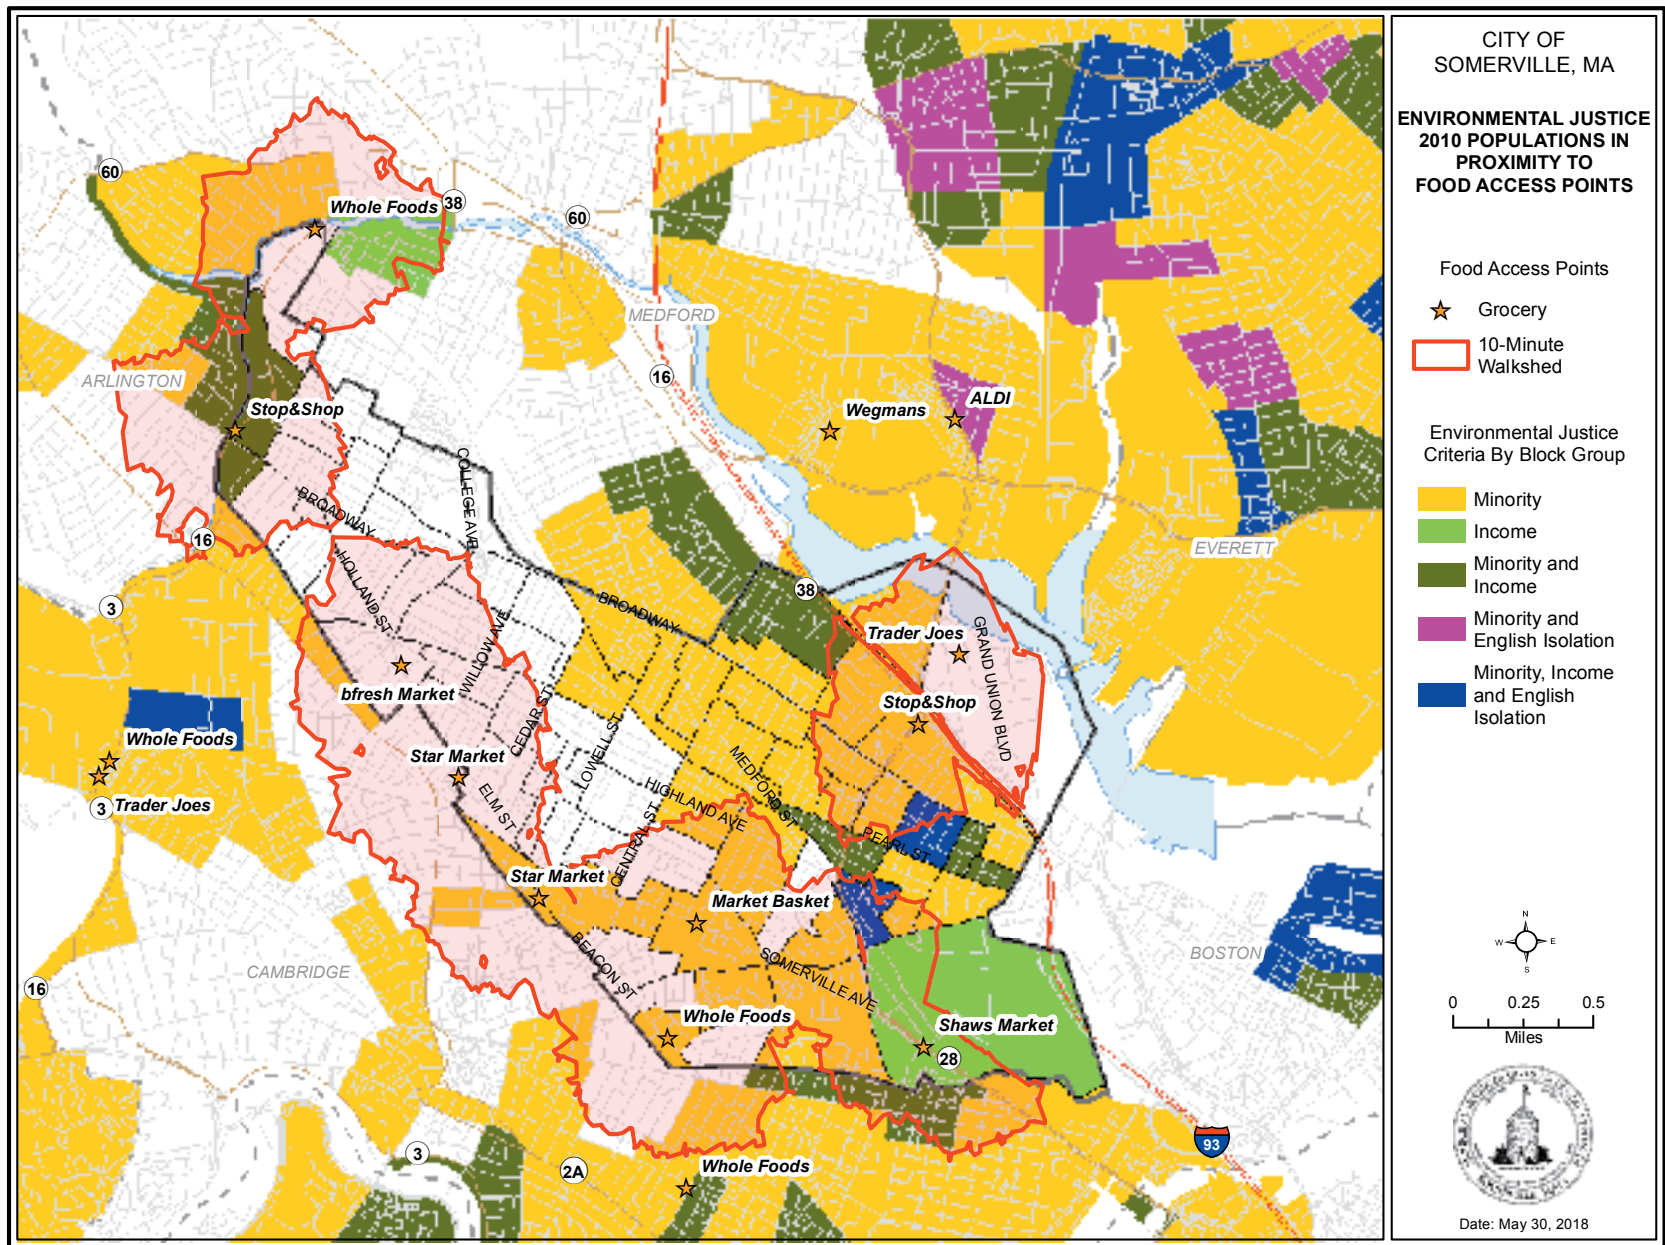 CITY OF
SOMERVILLE, MA
ENVIRONMENTAL JUSTICE
2010 POPULATIONS IN
PROXIMITY TO
FOOD ACCESS POINTS
Food Access Points
Grocery
10-Minute
Walkshed
Environmental Justice
Criteria By Block Group
Minority
Income
Minority and
Income
Minority and
English Isolation
Minority, Income
and English
Isolation
N
W
E
S
0
0.25
0.5
Miles
Date: May 30, 2018
60
38
Whole Foods
60
MEDFORD
16
ARLINGTON
Stop&Shop
Wegmans
ALDI
BROADWAY
COLLEGE AVE
16
EVERETT
HOLLAND ST
3
38
BROADWAY
WILLOW AVE
Trader Joes
GRAND UNION BLVD
bfresh Market
Stop&Shop
CEDAR ST
LOWELL ST
Whole Foods
Star Market
MEDFORD ST
HIGHLAND AVE
3
Trader Joes
ELM ST
CENTRAL ST
PEARL ST
Star Market
Market Basket
BEACON ST
SOMERVILLE AVE
BOSTON
CAMBRIDGE
16
Whole Foods
Shaws Market
28
3
2A
Whole Foods
93